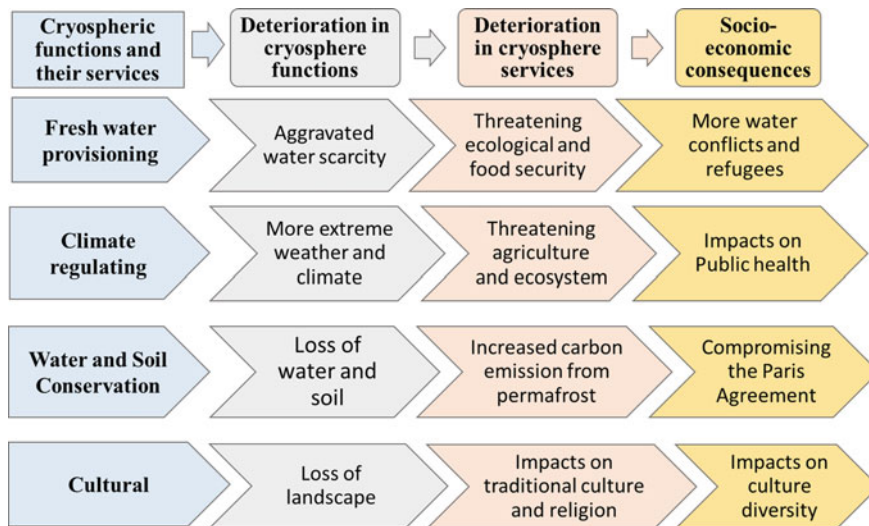 Cryospheric
functions and
their services
Deterioration in
cryosphere
functions
Deterioration
in cryosphere
services
Socio-
economic
consequences
Fresh water
provisioning
Aggravated
water scarcity
Threatening
ecological and
food security
More water
conflicts and
refugees
Climate
regulating
More extreme
weather and
climate
Threatening
agriculture
and ecosystem
Impacts on
Public health
Water and Soil
Conservation
Loss of
water and
soil
Increased carbon
emission from
permafrost
Compromising
the Paris
Agreement
Cultural
Loss of
landscape
Impacts on
traditional culture
and religion
Impacts on
culture
diversity